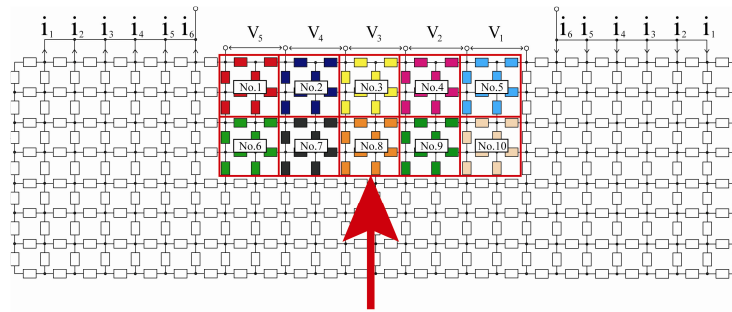 i1 i2 i3 i4 i5 i6 V5 V4 V3 V2 V1 i6 i5 i4 i3 i2 i1
No.1 No.2 No.3 No.4 No.5
No.6 No.7 No.8 No.9 No.10